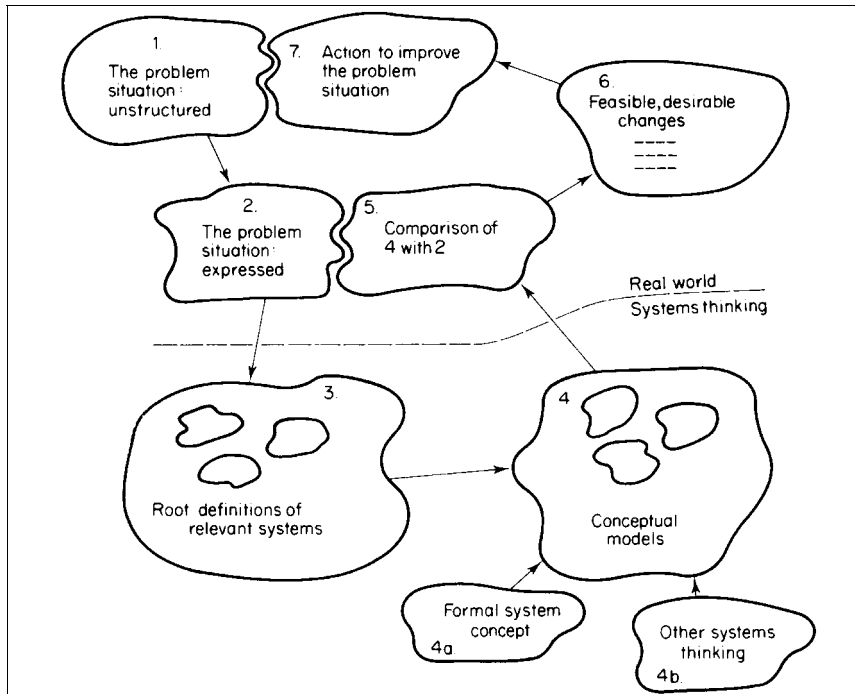 1.
The problem
situation:
unstructured
7. Action to improve
the problem
situation
6.
Feasible, desirable
changes
2.
The problem
situation:
expressed
5.
Comparison of
4 with 2
Real world
Systems thinking
3.
Root definitions of
relevant systems
4
Conceptual
models
Formal system
concept
4a.
Other systems
thinking
4b.